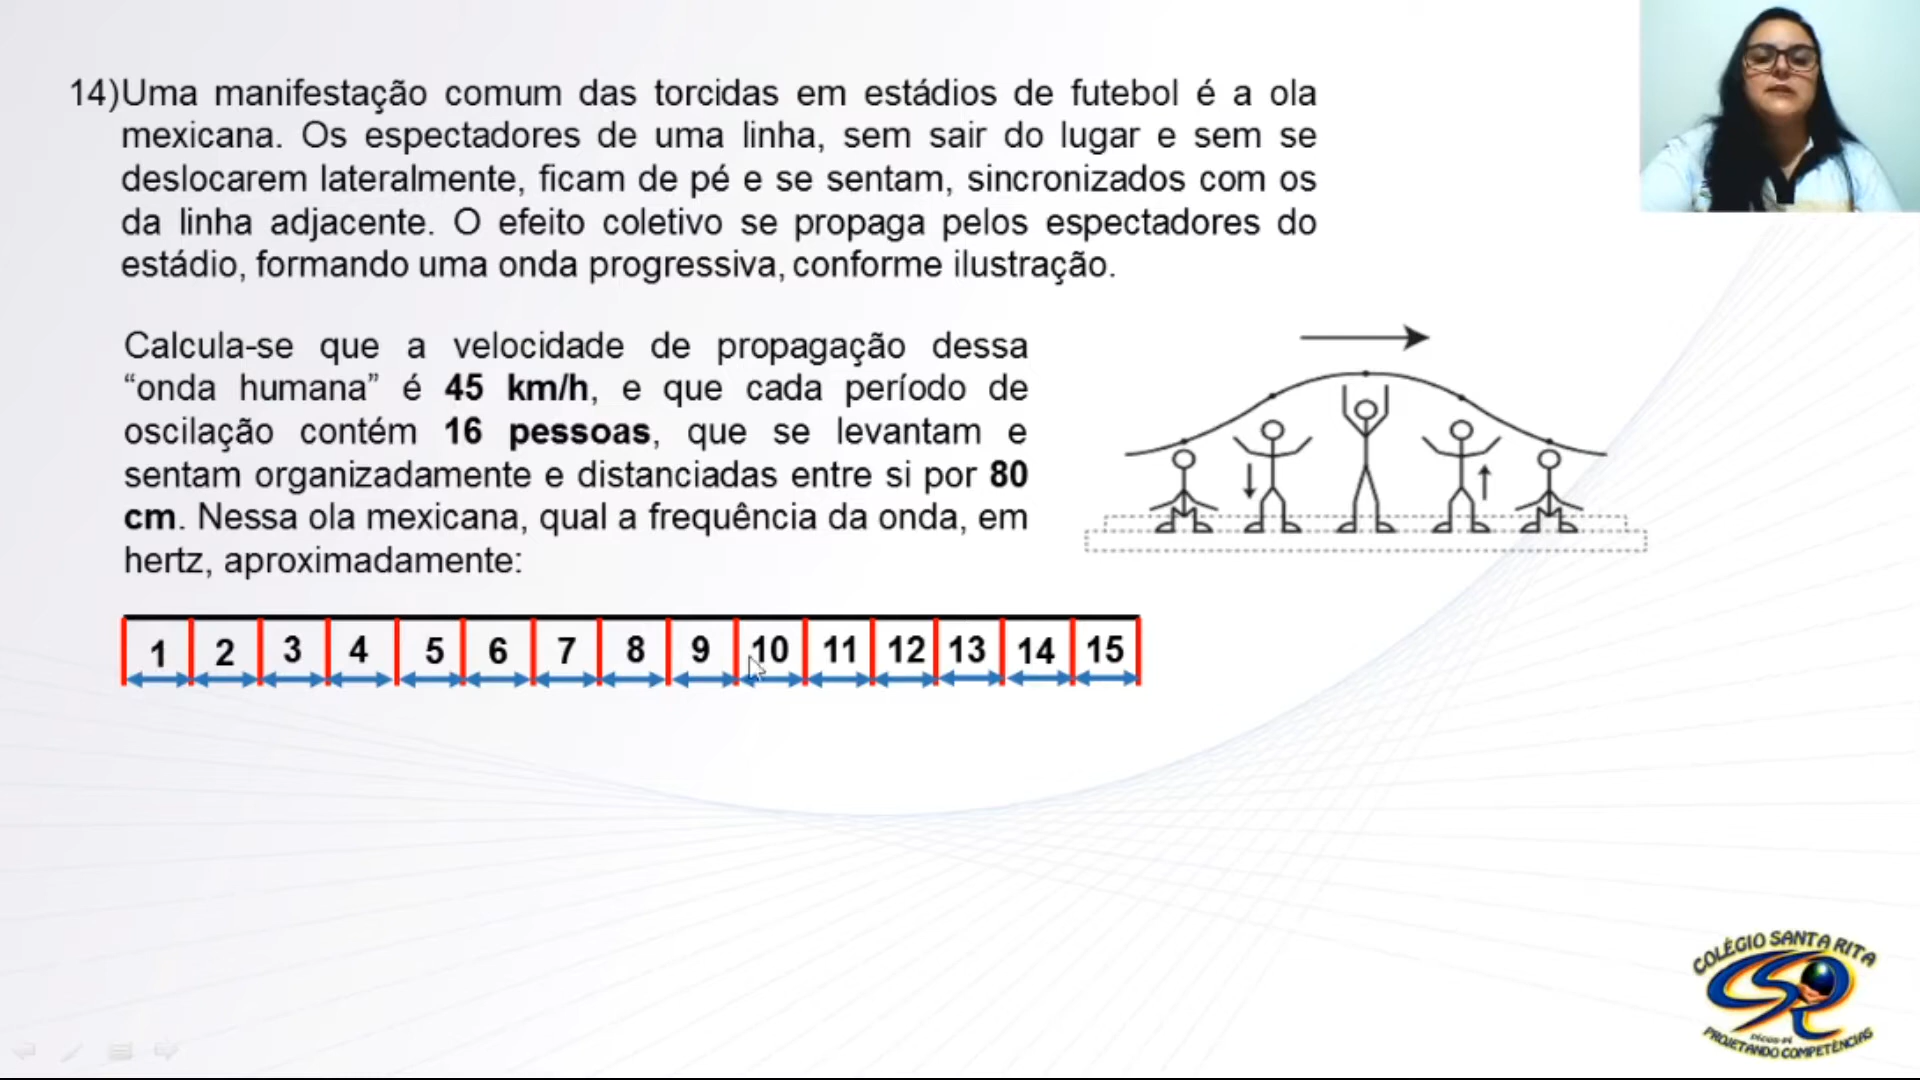 14)Uma manifestação comum das torcidas em estádios de futebol é a ola
mexicana. Os espectadores de uma linha, sem sair do lugar e sem se
deslocarem lateralmente, ficam de pé e se sentam, sincronizados com os
da linha adjacente. O efeito coletivo se propaga pelos espectadores do
estádio, formando uma onda progressiva, conforme ilustração.
Calcula-se que a velocidade de propagação dessa
“onda humana” é 45 km/h, e que cada período de
oscilação contém 16 pessoas, que se levantam e
sentam organizadamente e distanciadas entre si por 80
cm. Nessa ola mexicana, qual a frequência da onda, em
hertz, aproximadamente:
1 2 3 4 5 6 7 8 9 10 11 12 13 14 15
COLÉGIO SANTA RITA
PROJETANDO COMPETÊNCIAS